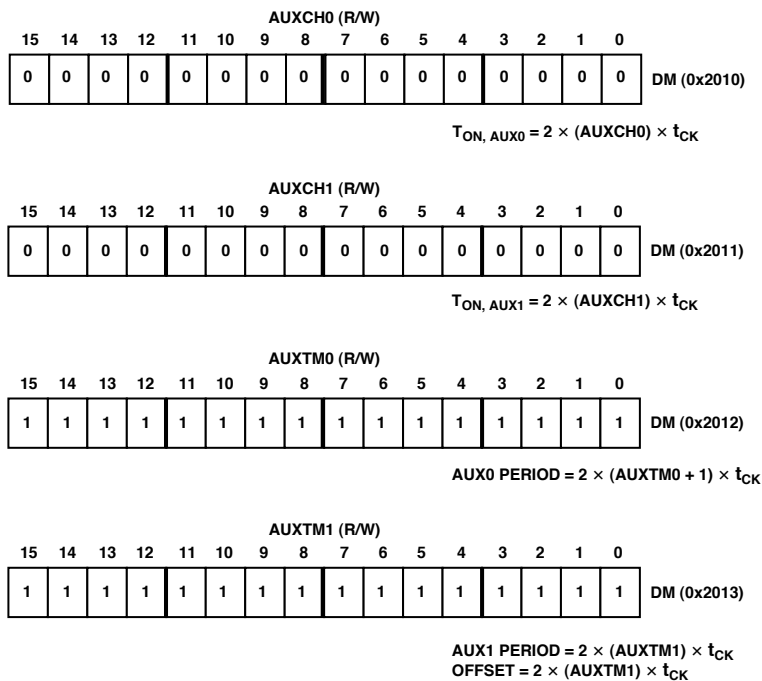 AUXCH0 (R/W)
15 14 13 12 11 10 9 8 7 6 5 4 3 2 1 0
0 0 0 0 0 0 0 0 0 0 0 0 0 0 0 0 DM (0x2010)
TON, AUX0 = 2 × (AUXCH0) × tCK
AUXCH1 (R/W)
15 14 13 12 11 10 9 8 7 6 5 4 3 2 1 0
0 0 0 0 0 0 0 0 0 0 0 0 0 0 0 0 DM (0x2011)
TON, AUX1 = 2 × (AUXCH1) × tCK
AUXTM0 (R/W)
15 14 13 12 11 10 9 8 7 6 5 4 3 2 1 0
1 1 1 1 1 1 1 1 1 1 1 1 1 1 1 1 DM (0x2012)
AUX0 PERIOD = 2 × (AUXTM0 + 1) × tCK
AUXTM1 (R/W)
15 14 13 12 11 10 9 8 7 6 5 4 3 2 1 0
1 1 1 1 1 1 1 1 1 1 1 1 1 1 1 1 DM (0x2013)
AUX1 PERIOD = 2 × (AUXTM1) × tCK
OFFSET = 2 × (AUXTM1) × tCK